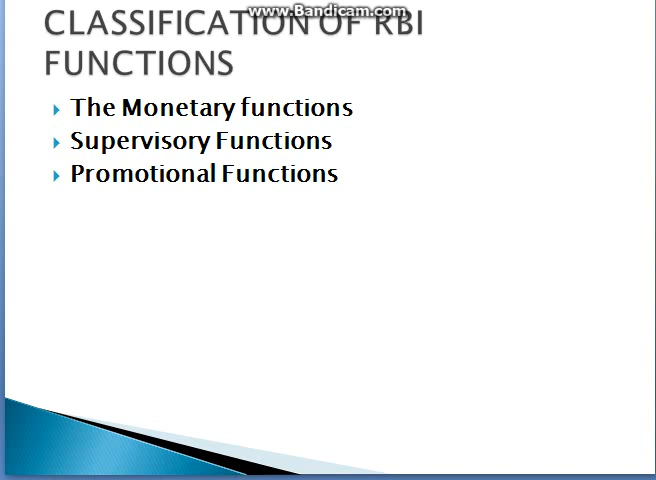 www.Bandicam.com
CLASSIFICATION OF RBI
FUNCTIONS
The Monetary functions
Supervisory Functions
Promotional Functions